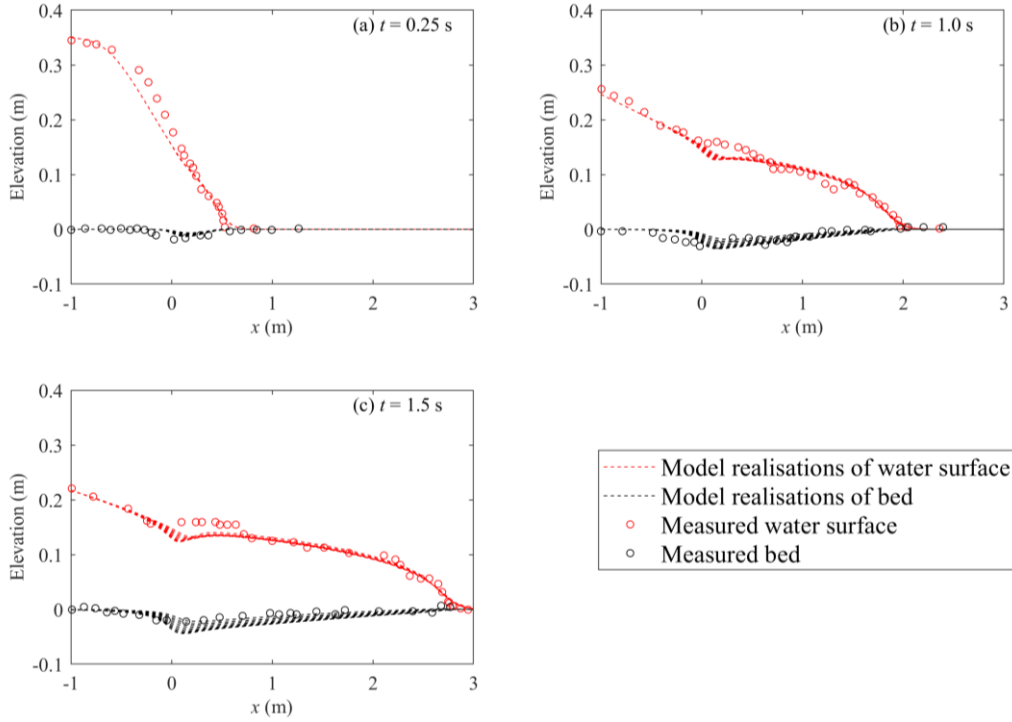 (a) t = 0.25 s
0.4
0.3
0.2
0.1
0
-0.1
Elevation (m)
-1 0 1 2 3
x (m)
(b) t = 1.0 s
0.4
0.3
0.2
0.1
0
-0.1
Elevation (m)
-1 0 1 2 3
x (m)
(c) t = 1.5 s
0.4
0.3
0.2
0.1
0
-0.1
Elevation (m)
-1 0 1 2 3
x (m)
Model realisations of water surface
Model realisations of bed
Measured water surface
Measured bed